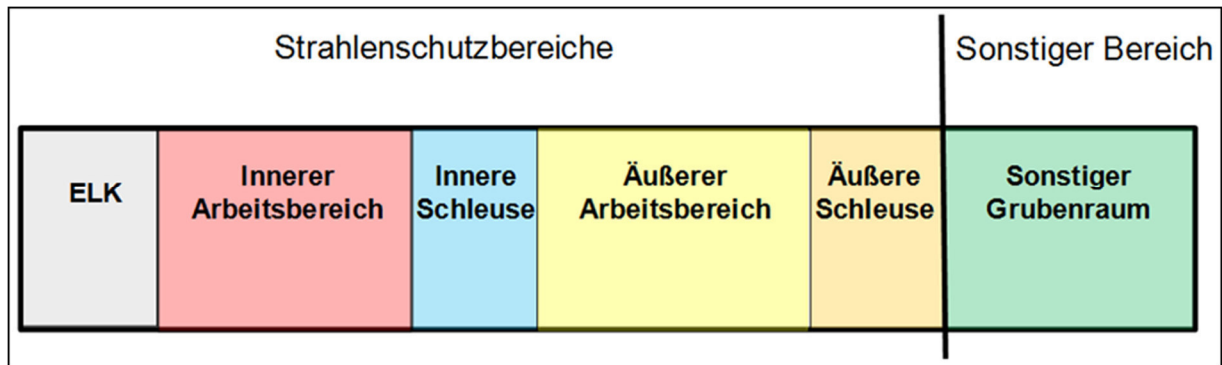 Strahlenschutzbereiche
Sonstiger Bereich
ELK
Innerer
Arbeitsbereich
Innere
Schleuse
Äußerer
Arbeitsbereich
Äußere
Schleuse
Sonstiger
Grubenraum